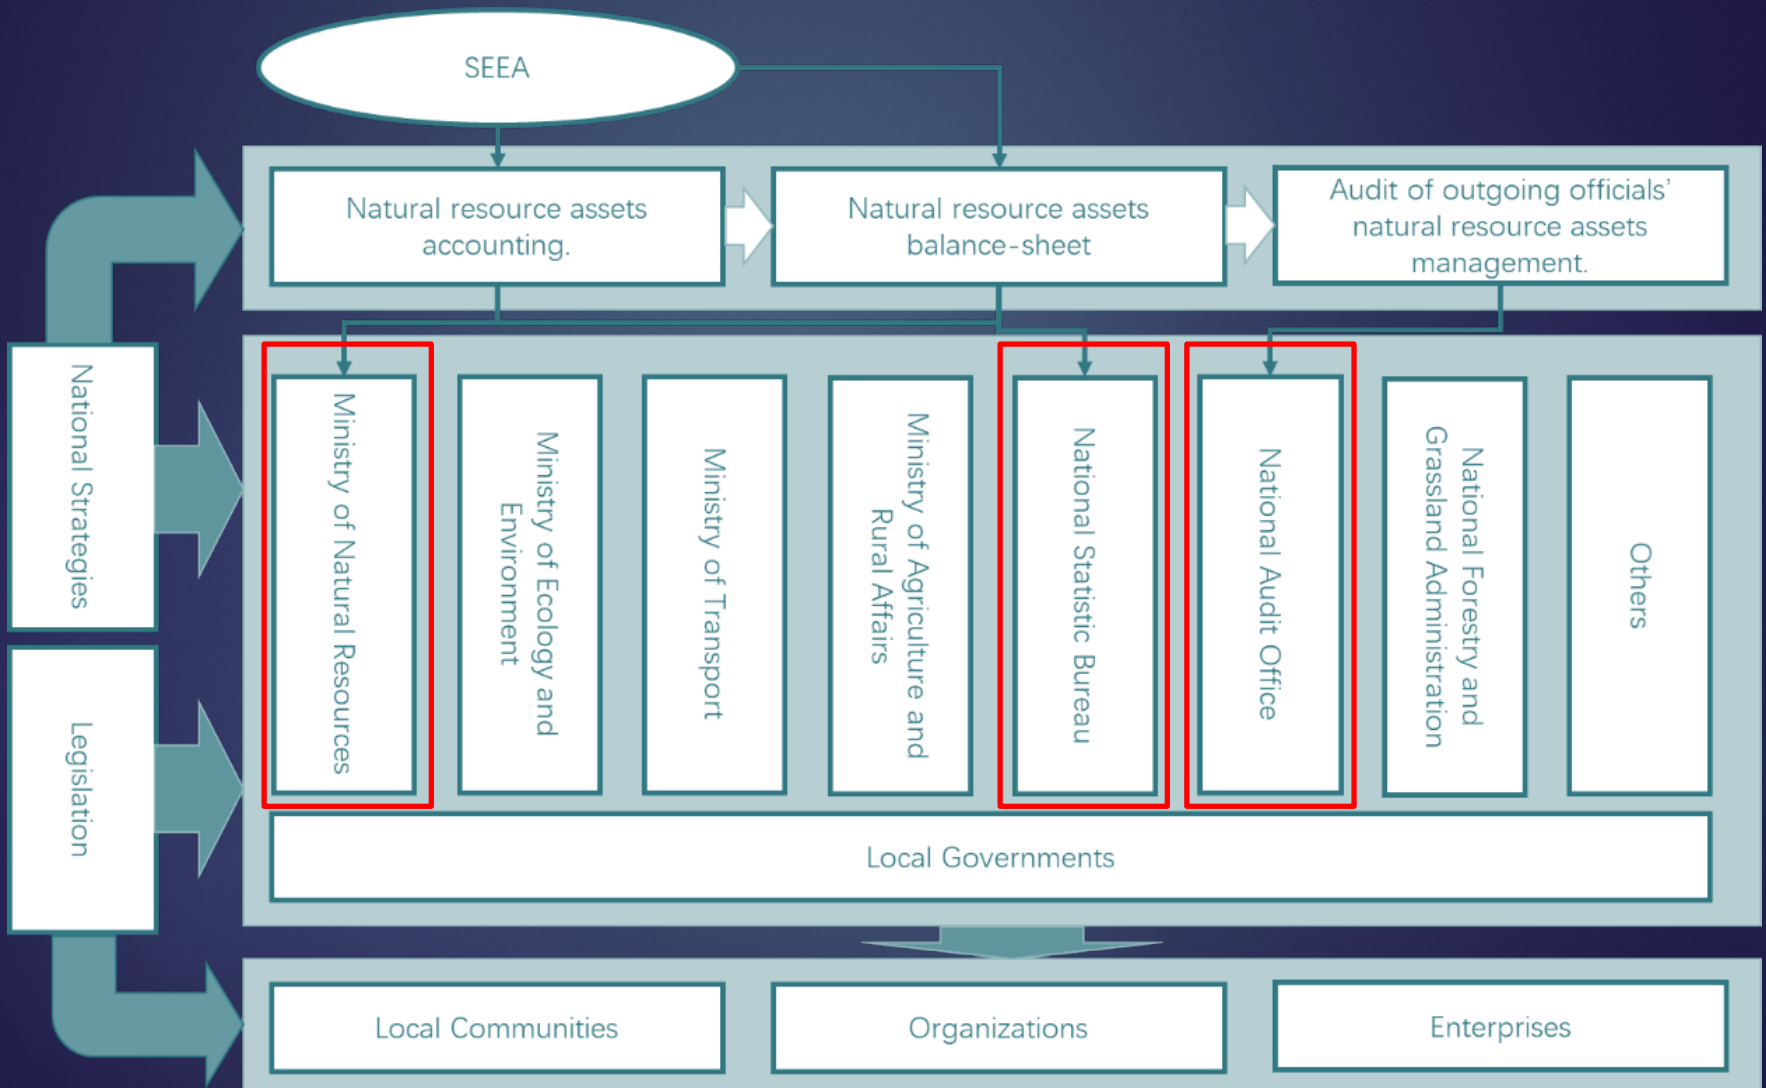 SEEA
Natural resource assets
accounting.
Natural resource assets
balance-sheet
Audit of outgoing officials'
natural resource assets
management.
National Strategies
Legislation
Ministry of Natural Resources
Ministry of Ecology and
Environment
Ministry of Transport
Ministry of Agriculture and
Rural Affairs
National Statistic Bureau
National Audit Office
National Forestry and
Grassland Administration
Others
Local Governments
Local Communities
Organizations
Enterprises